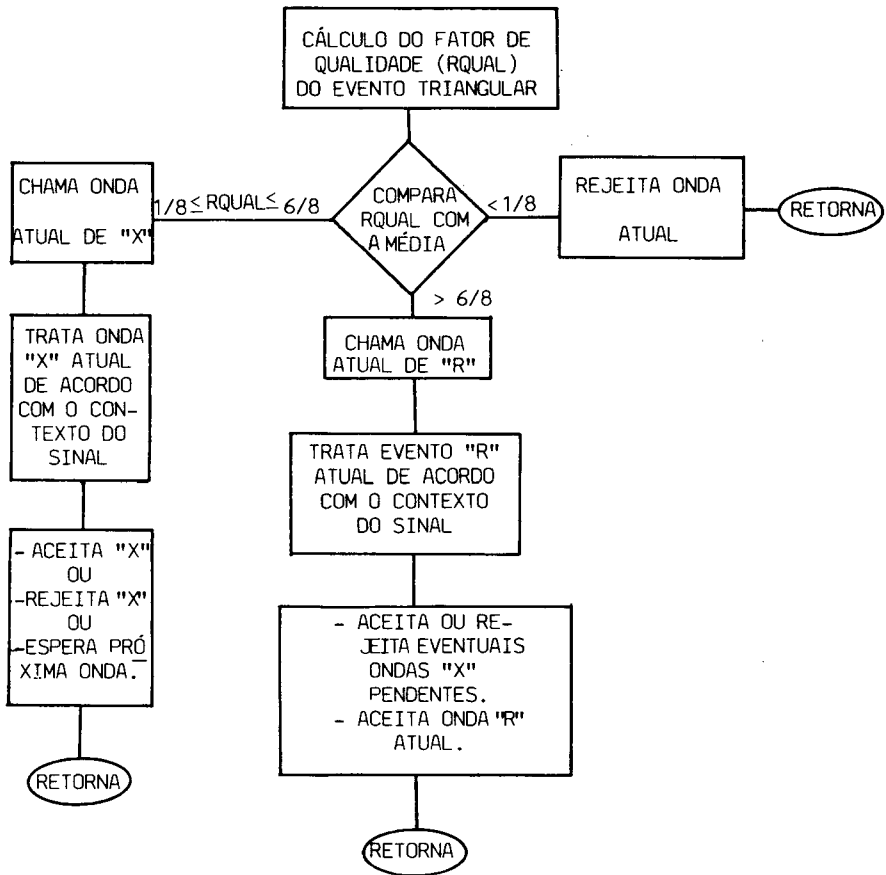 CÁLCULO DO FATOR DE
QUALIDADE (RQUAL)
DO EVENTO TRIANGULAR
COMPARA
RQUAL COM
A MÉDIA
1/8 ≤ RQUAL ≤ 6/8
< 1/8
> 6/8
CHAMA ONDA
ATUAL DE "X"
TRATA ONDA
"X" ATUAL
DE ACORDO
COM O CON-
TEXTO DO
SINAL
- ACEITA "X"
OU
-REJEITA "X"
OU
-ESPERA PRÓ
XIMA ONDA.
RETORNA
CHAMA ONDA
ATUAL DE "R"
TRATA EVENTO "R"
ATUAL DE ACORDO
COM O CONTEXTO
DO SINAL
- ACEITA OU RE-
JEITA EVENTUAIS
ONDAS "X"
PENDENTES.
- ACEITA ONDA "R"
ATUAL.
RETORNA
REJEITA ONDA
ATUAL
RETORNA